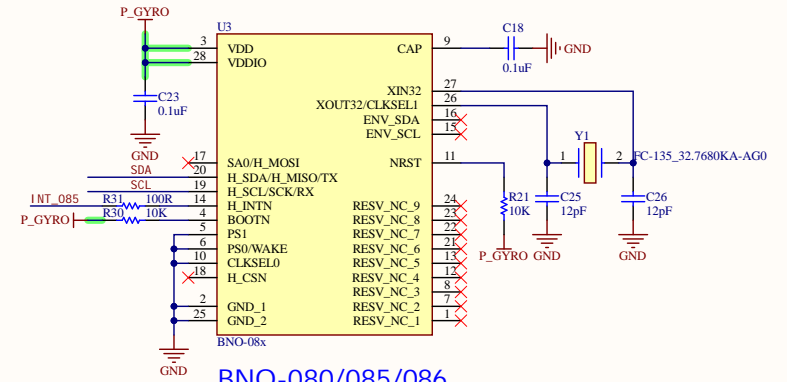 P_GYRO
U3
3 VDD
28 VDDIO
CAP 9
C18
0.1uF
GND
C23
0.1uF
GND
XIN32 27
XOUT32/CLKSEL1 26
ENV_SDA 16
ENV_SCL 15
Y1
1 2 FC-135_32.7680KA-AG0
17 SA0/H_MOSI
NRST 11
SDA 20 H_SDA/H_MISO/TX
SCL 19 H_SCL/SCK/RX
INT_085 R31 100R 14 H_INTN
P_GYRO R30 10K 4 BOOTN
5 PS1
6 PS0/WAKE
10 CLKSEL0
18 H_CSN
2 GND_1
25 GND_2
RESV_NC_9 24
RESV_NC_8 23
RESV_NC_7 22
RESV_NC_6 21
RESV_NC_5 13
RESV_NC_4 12
RESV_NC_3 8
RESV_NC_2 7
RESV_NC_1 1
R21
10K
P_GYRO
C25
12pF
GND
C26
12pF
GND
GND
BNO-08x
BNO-080/085/086